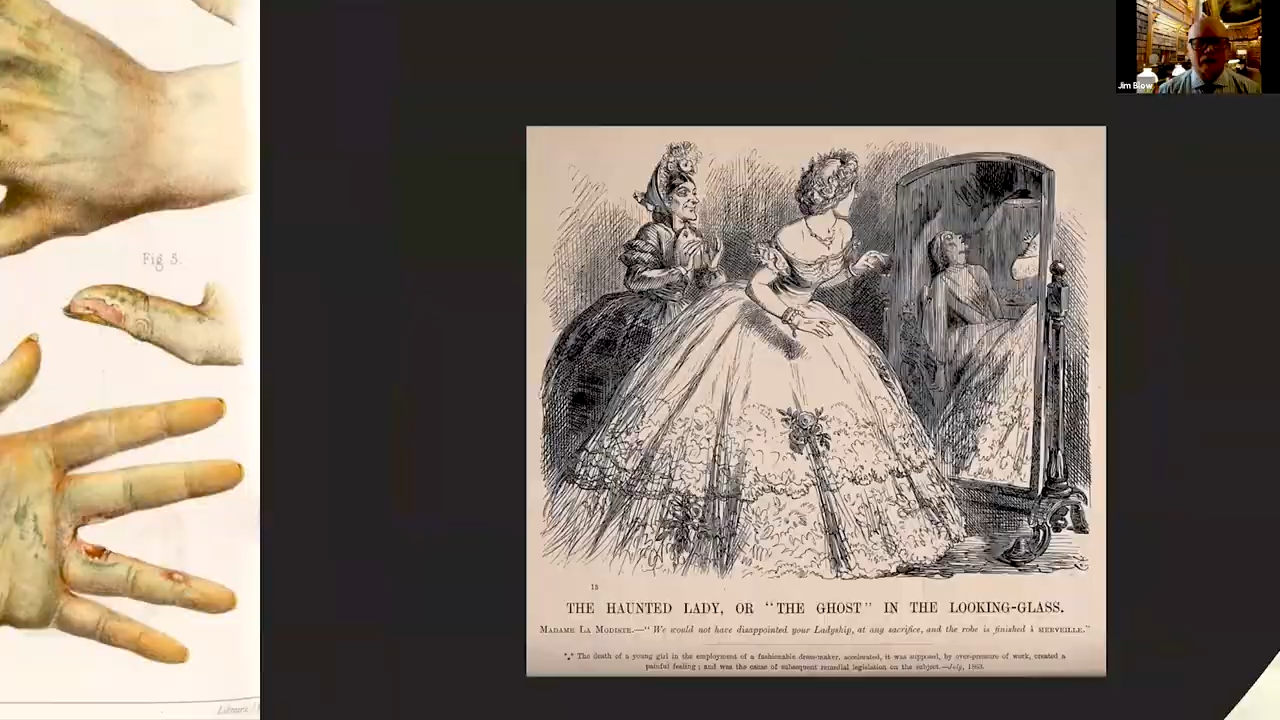 Jim Blow
Fig 5.
15
THE HAUNTED LADY, OR "THE GHOST" IN THE LOOKING-GLASS.
MADAME LA MODISTE.—"We would not have disappointed your Ladyship, at any sacrifice, and the robe is finished à MERVEILLE."
*** The death of a young girl in the employment of a fashionable dressmaker, accelerated, it was supposed, by over-pressure of work, created a
painful feeling; and was the cause of subsequent remedial legislation on the subject.—July, 1863.